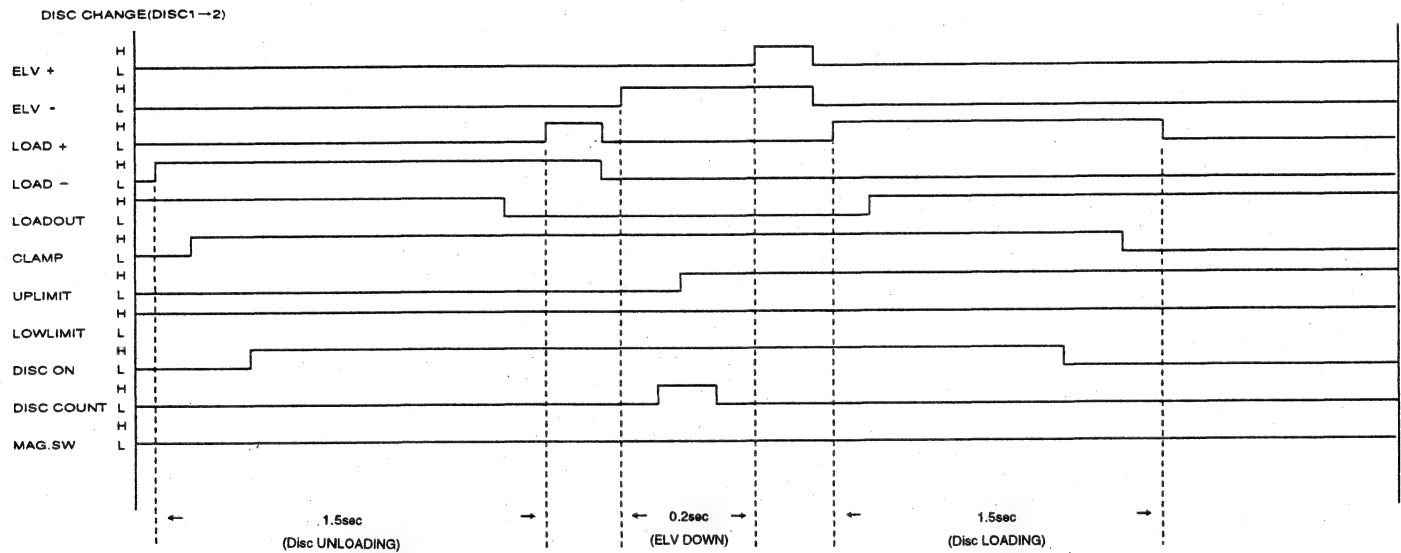 DISC CHANGE(DISC1→2)
H
ELV + L
H
ELV - L
H
LOAD + L
H
LOAD - L
H
LOADOUT L
H
CLAMP L
H
UPLIMIT L
H
LOWLIMIT L
H
DISC ON L
H
DISC COUNT L
H
MAG.SW L
← 1.5sec → ← 0.2sec → ← 1.5sec →
(Disc UNLOADING) (ELV DOWN) (Disc LOADING)